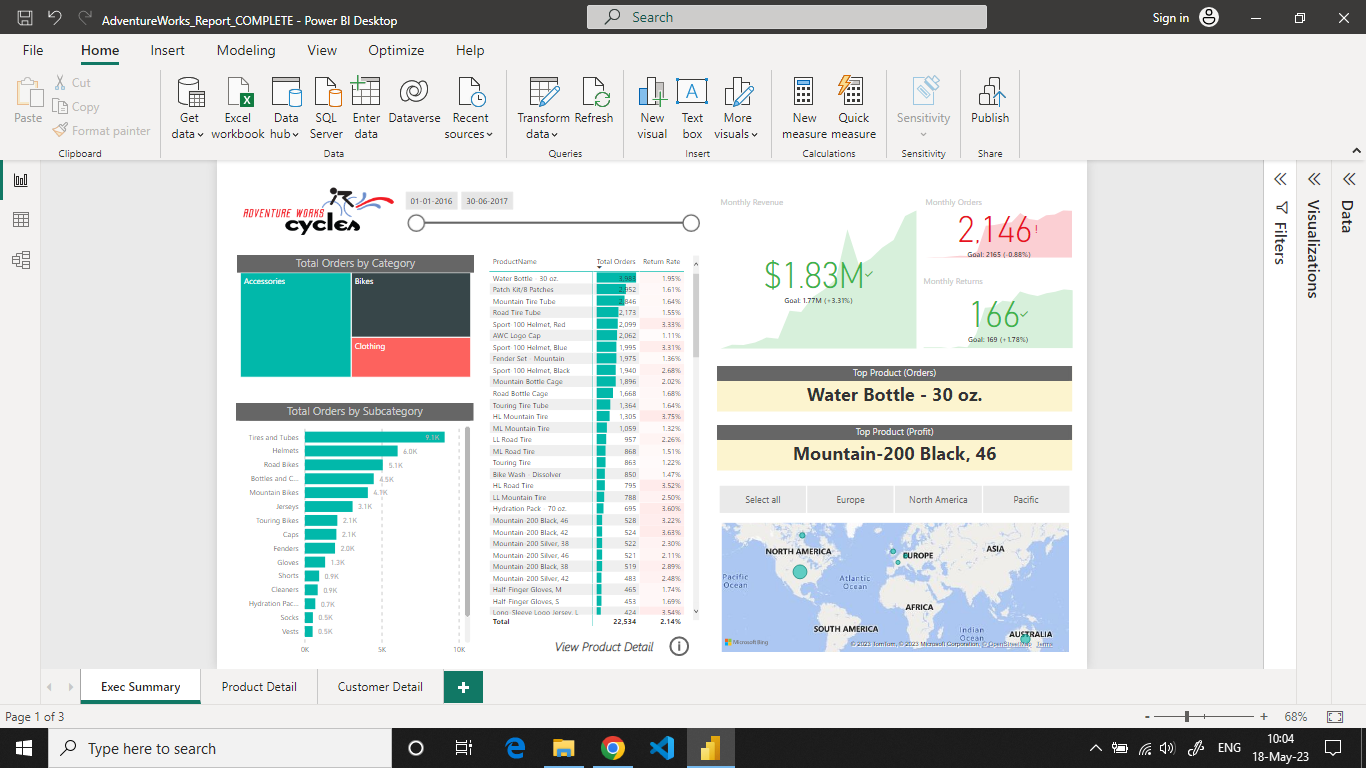 AdventureWorks_Report_COMPLETE - Power BI Desktop
Search
Sign in
File Home Insert Modeling View Optimize Help
Paste
Cut
Copy
Format painter
Clipboard
Get data
Excel workbook
Data hub
SQL Server
Enter data
Dataverse
Recent sources
Data
Transform data
Refresh
Queries
New visual
Text box
More visuals
Insert
New measure
Quick measure
Calculations
Sensitivity
Sensitivity
Publish
Share
ADVENTURE WORKS
cycles
01-01-2016 30-06-2017
Total Orders by Category
Accessories
Bikes
Clothing
Total Orders by Subcategory
Tires and Tubes 9.1K
Helmets 6.0K
Road Bikes 5.1K
Bottles and C... 4.5K
Mountain Bikes 4.1K
Jerseys 3.1K
Touring Bikes 2.1K
Caps 2.1K
Fenders 2.0K
Gloves 1.3K
Shorts 0.9K
Cleaners 0.9K
Hydration Pac... 0.7K
Socks 0.5K
Vests 0.5K
0K 5K 10K
ProductName Total Orders Return Rate
Water Bottle - 30 oz. 1.95%
Patch Kit/8 Patches 2,952 1.61%
Mountain Tire Tube 2,846 1.64%
Road Tire Tube 2,173 1.55%
Sport-100 Helmet, Red 2,099 3.33%
AWC Logo Cap 2,062 1.11%
Sport-100 Helmet, Blue 1,995 3.31%
Fender Set - Mountain 1,975 1.36%
Sport-100 Helmet, Black 1,940 2.68%
Mountain Bottle Cage 1,896 2.02%
Road Bottle Cage 1,668 1.68%
Touring Tire Tube 1,364 1.64%
HL Mountain Tire 1,305 3.75%
ML Mountain Tire 1,059 1.32%
LL Road Tire 957 2.26%
ML Road Tire 868 1.51%
Touring Tire 863 1.22%
Bike Wash - Dissolver 850 1.47%
HL Road Tire 795 3.52%
LL Mountain Tire 788 2.50%
Hydration Pack - 70 oz. 695 3.60%
Mountain-200 Black, 46 528 3.22%
Mountain-200 Black, 42 524 3.63%
Mountain-200 Silver, 38 522 2.30%
Mountain-200 Silver, 46 521 2.11%
Mountain-200 Black, 38 519 2.89%
Mountain-200 Silver, 42 483 2.48%
Half-Finger Gloves, M 465 1.74%
Half-Finger Gloves, S 453 1.69%
Long-Sleeve Logo Jersey, L 424 3.54%
Total 22,534 2.14%
View Product Detail
Monthly Revenue
$1.83M
Goal: 1.77M (+3.31%)
Monthly Orders
2,146!
Goal: 2165 (-0.88%)
Monthly Returns
166
Goal: 169 (+1.78%)
Top Product (Orders)
Water Bottle - 30 oz.
Top Product (Profit)
Mountain-200 Black, 46
Select all Europe North America Pacific
NORTH AMERICA
EUROPE
ASIA
Pacific Ocean
Atlantic Ocean
AFRICA
SOUTH AMERICA
Indian Ocean
AUSTRALIA
Microsoft Bing
© 2023 TomTom, © 2023 Microsoft Corporation, © OpenStreetMap Terms
Filters
Visualizations
Data
Exec Summary Product Detail Customer Detail
Page 1 of 3
68%
Type here to search
ENG
10:04
18-May-23